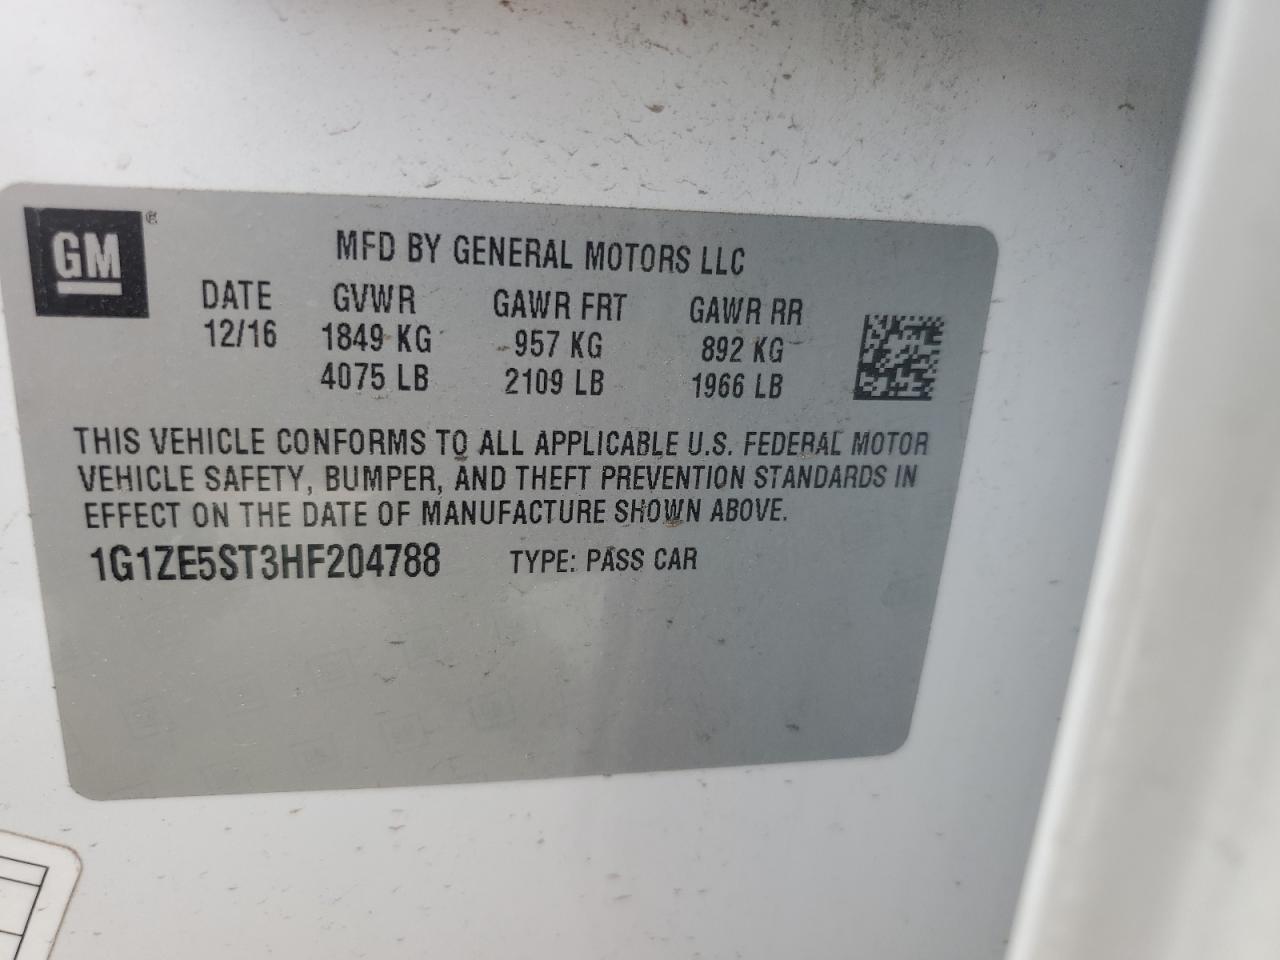 GM ®
MFD BY GENERAL MOTORS LLC
DATE GVWR GAWR FRT GAWR RR
12/16 1849 KG 957 KG 892 KG
4075 LB 2109 LB 1966 LB
THIS VEHICLE CONFORMS TO ALL APPLICABLE U.S. FEDERAL MOTOR
VEHICLE SAFETY, BUMPER, AND THEFT PREVENTION STANDARDS IN
EFFECT ON THE DATE OF MANUFACTURE SHOWN ABOVE.
1G1ZE5ST3HF204788 TYPE: PASS CAR